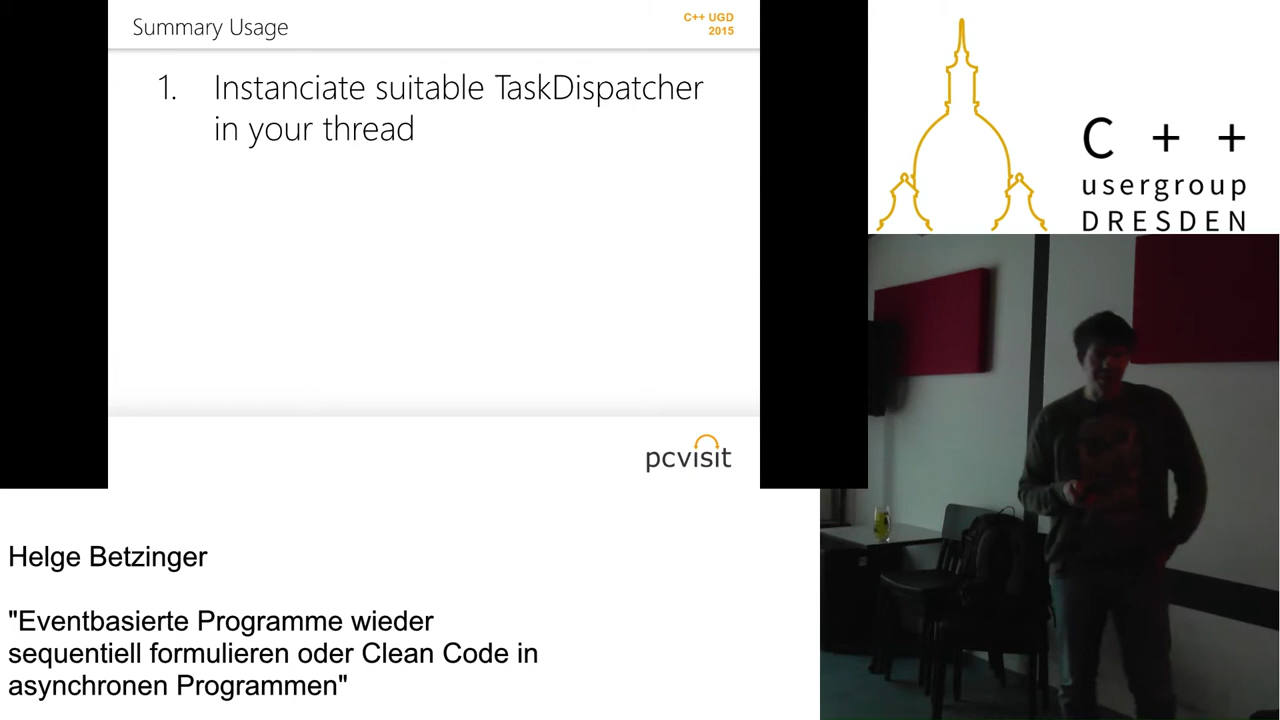 Summary Usage
C++ UGD
2015
1. Instanciate suitable TaskDispatcher
in your thread
pcvisit
C + +
usergroup
DRESDEN
Helge Betzinger
"Eventbasierte Programme wieder
sequentiell formulieren oder Clean Code in
asynchronen Programmen"